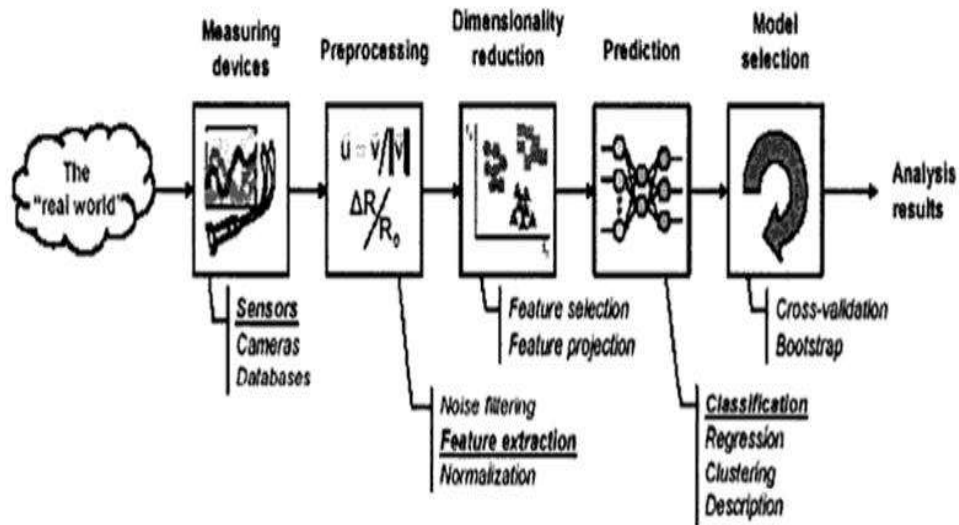 Measuring
devices
Preprocessing
Dimensionality
reduction
Prediction
Model
selection
The
"real world"
u = v/|v|
ΔR/R₀
Analysis
results
Sensors
Cameras
Databases
Noise filtering
Feature extraction
Normalization
Feature selection
Feature projection
Classification
Regression
Clustering
Description
Cross-validation
Bootstrap